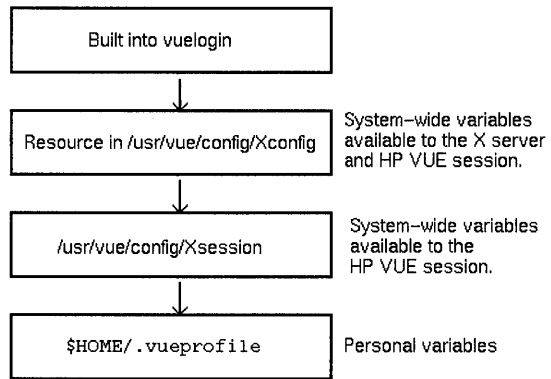 Built into vuelogin
Resource in /usr/vue/config/Xconfig
System-wide variables
available to the X server
and HP VUE session.
/usr/vue/config/Xsession
System-wide variables
available to the
HP VUE session.
$HOME/.vueprofile
Personal variables